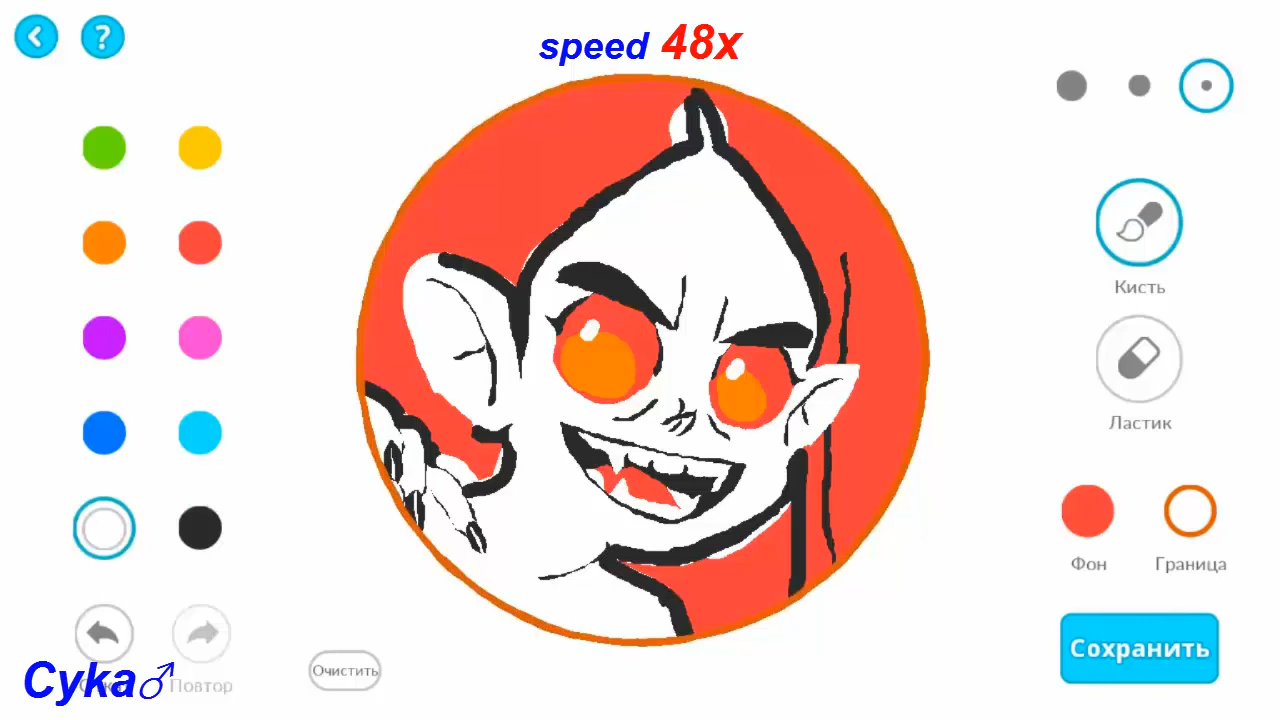 speed 48x
?
Кисть
Ластик
Фон Граница
Сохранить
Очистить
Повтор
Cyka♂